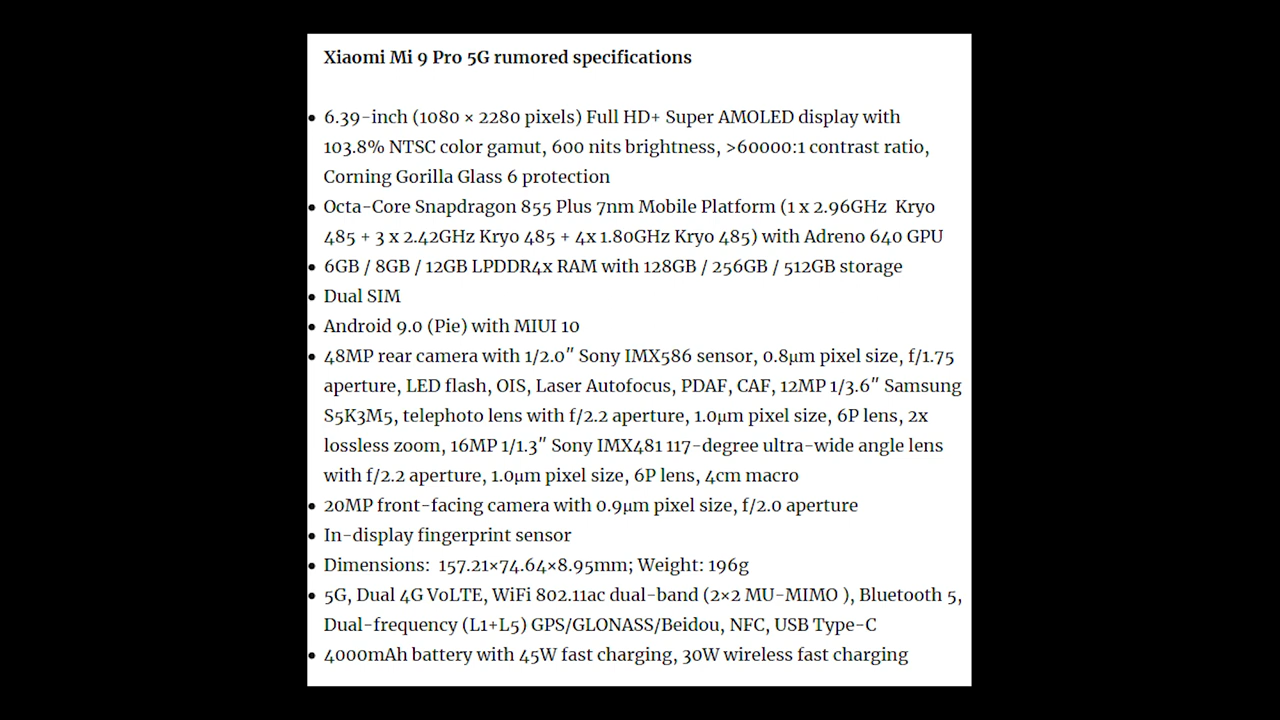 Xiaomi Mi 9 Pro 5G rumored specifications
• 6.39-inch (1080 × 2280 pixels) Full HD+ Super AMOLED display with
103.8% NTSC color gamut, 600 nits brightness, >60000:1 contrast ratio,
Corning Gorilla Glass 6 protection
• Octa-Core Snapdragon 855 Plus 7nm Mobile Platform (1 x 2.96GHz  Kryo
485 + 3 x 2.42GHz Kryo 485 + 4x 1.80GHz Kryo 485) with Adreno 640 GPU
• 6GB / 8GB / 12GB LPDDR4x RAM with 128GB / 256GB / 512GB storage
• Dual SIM
• Android 9.0 (Pie) with MIUI 10
• 48MP rear camera with 1/2.0″ Sony IMX586 sensor, 0.8μm pixel size, f/1.75
aperture, LED flash, OIS, Laser Autofocus, PDAF, CAF, 12MP 1/3.6″ Samsung
S5K3M5, telephoto lens with f/2.2 aperture, 1.0μm pixel size, 6P lens, 2x
lossless zoom, 16MP 1/1.3″ Sony IMX481 117-degree ultra-wide angle lens
with f/2.2 aperture, 1.0μm pixel size, 6P lens, 4cm macro
• 20MP front-facing camera with 0.9μm pixel size, f/2.0 aperture
• In-display fingerprint sensor
• Dimensions:  157.21×74.64×8.95mm; Weight: 196g
• 5G, Dual 4G VoLTE, WiFi 802.11ac dual-band (2×2 MU-MIMO ), Bluetooth 5,
Dual-frequency (L1+L5) GPS/GLONASS/Beidou, NFC, USB Type-C
• 4000mAh battery with 45W fast charging, 30W wireless fast charging